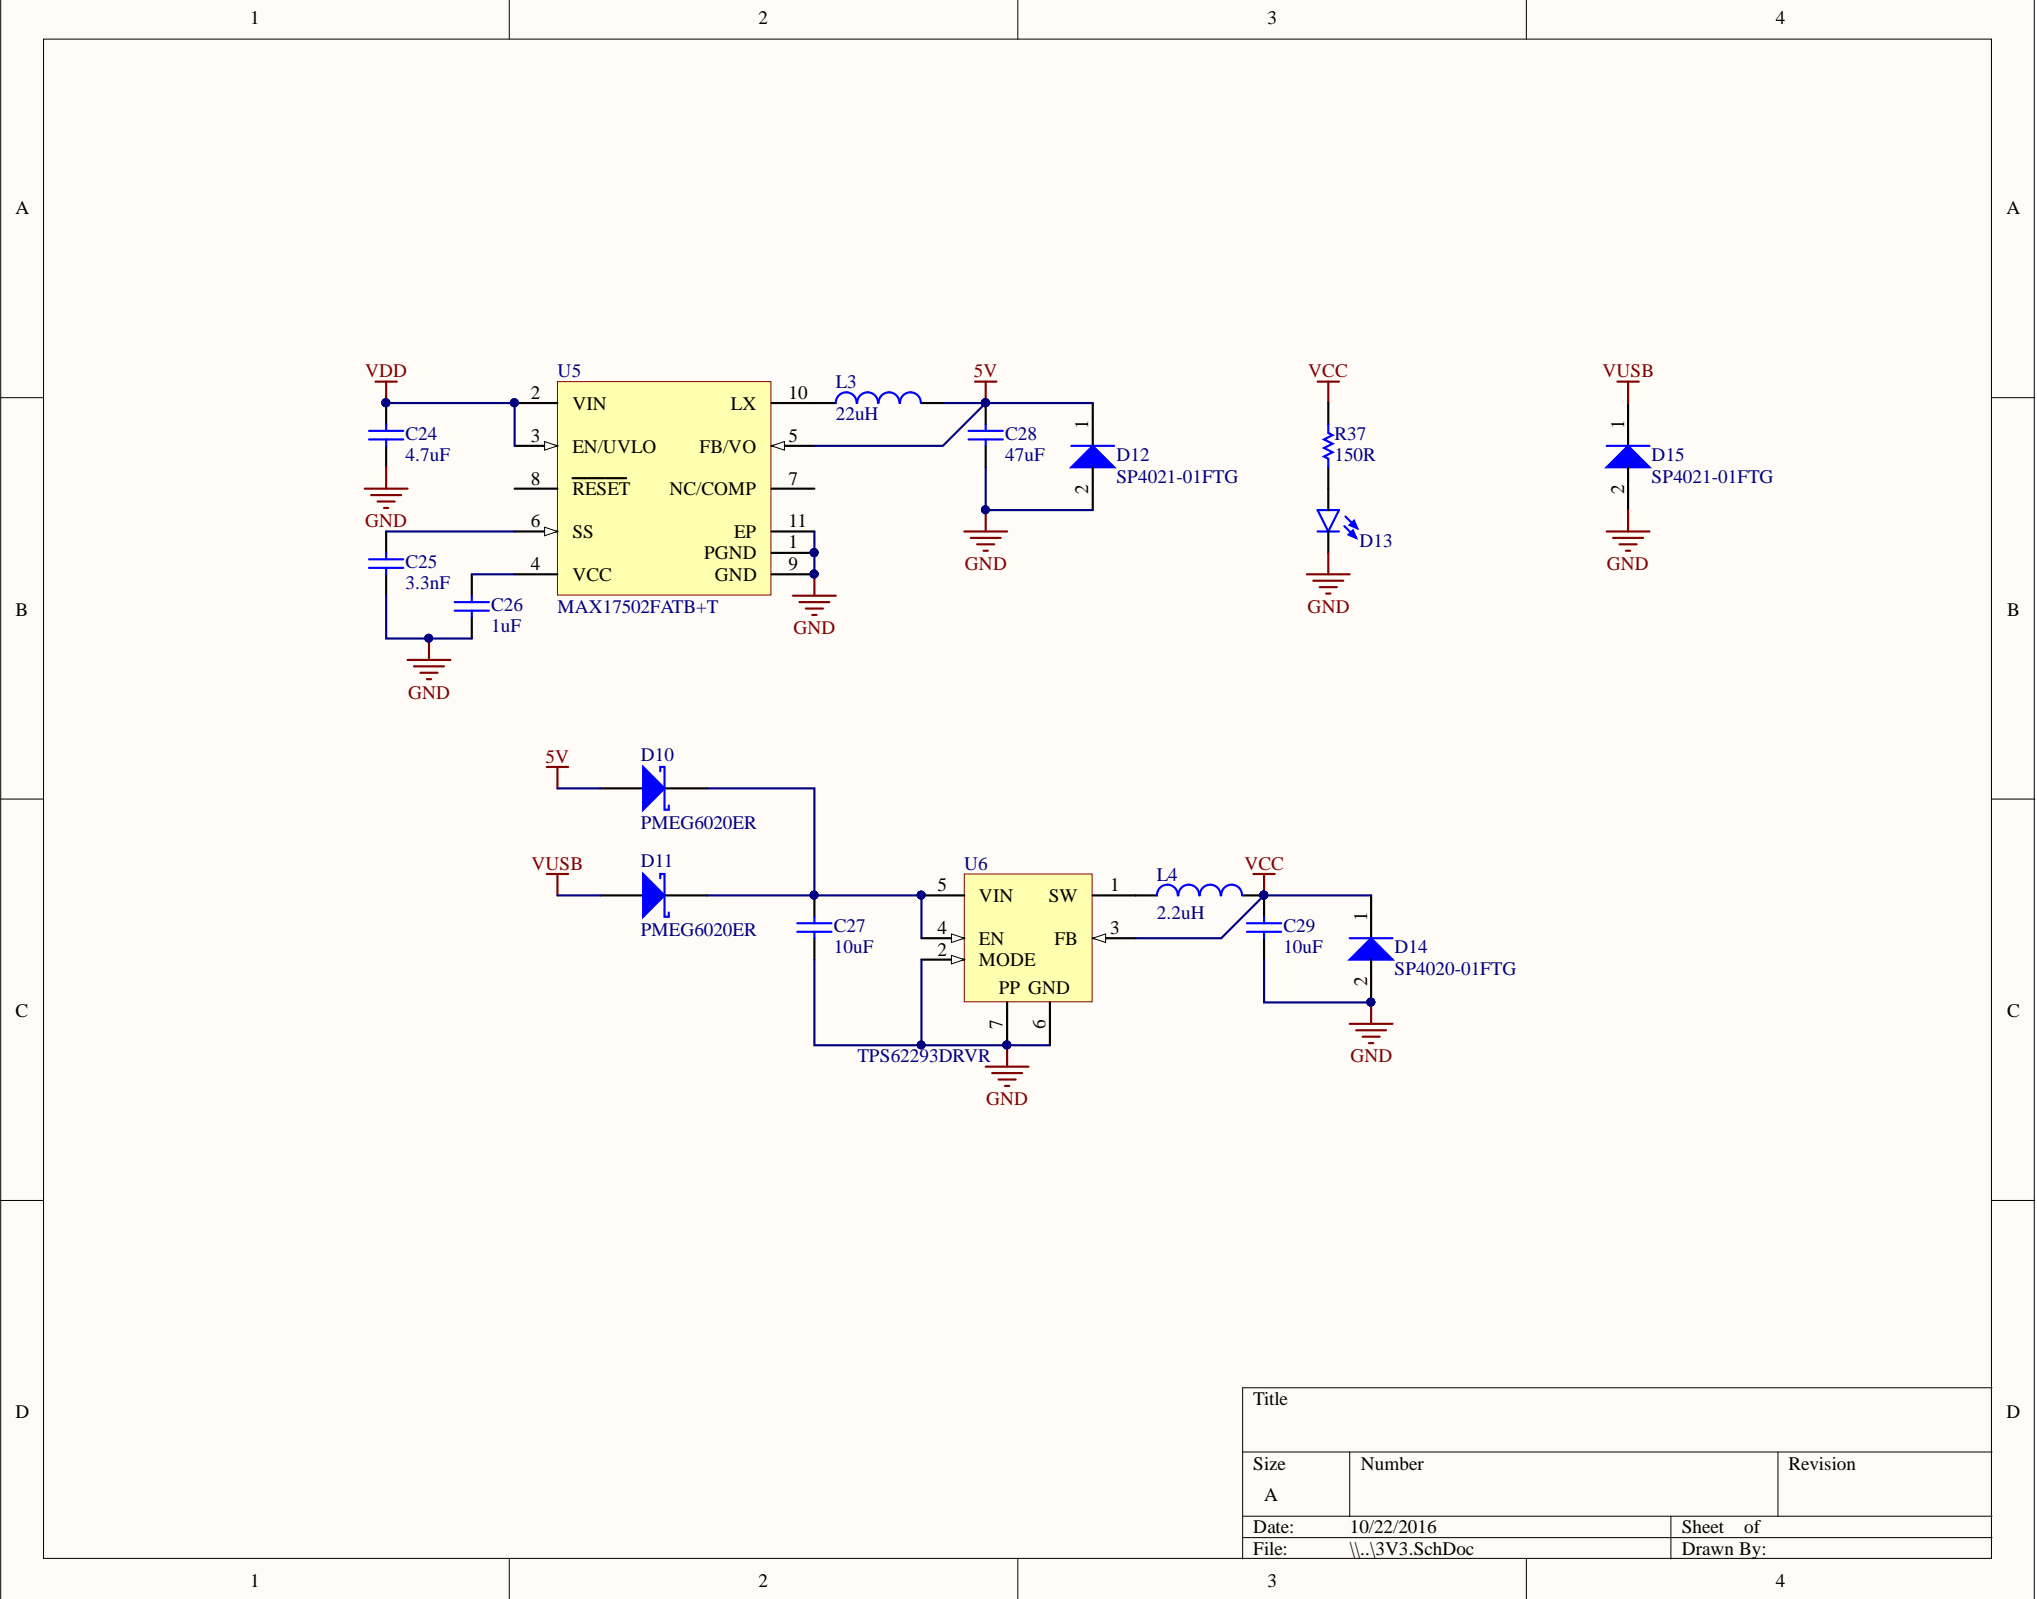 1 2 3 4
A A
VDD U5 5V VCC VUSB
2 VIN LX 10 L3 22uH
3 EN/UVLO FB/VO 5
C24 4.7uF
C28 47uF
1 D12 SP4021-01FTG 2
R37 150R
1 D15 SP4021-01FTG 2
8 RESET NC/COMP 7
GND
6 SS EP 11
PGND 1
4 VCC GND 9
C25 3.3nF
C26 1uF
MAX17502FATB+T
GND
GND
GND
D13
GND
GND
B B
5V D10
PMEG6020ER
VUSB D11
PMEG6020ER
U6 L4 VCC
5 VIN SW 1 2.2uH
4 EN FB 3
2 MODE
PP GND
7 6
C27 10uF
C29 10uF
1 D14 SP4020-01FTG 2
TPS62293DRVR
GND
GND
C C
D D
Title
Size Number Revision
A
Date: 10/22/2016 Sheet of
File: \\..\3V3.SchDoc Drawn By:
1 2 3 4